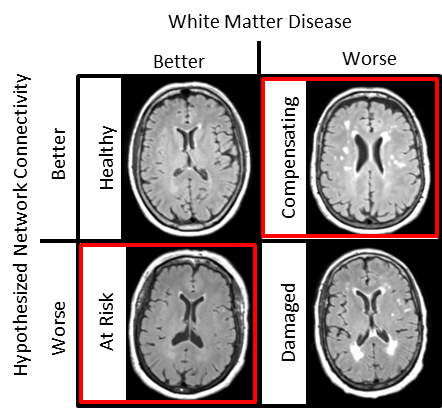 White Matter Disease
Better
Worse
Hypothesized Network Connectivity
Better
Healthy
Compensating
Worse
At Risk
Damaged